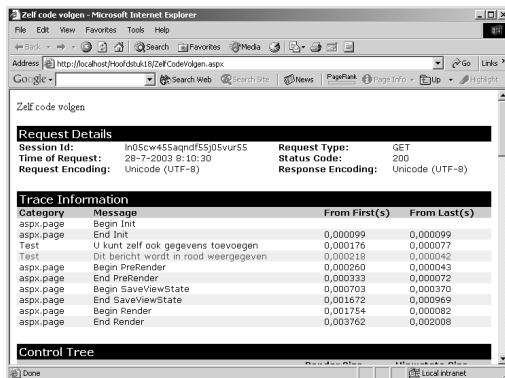 Zelf code volgen - Microsoft Internet Explorer
File Edit View Favorites Tools Help
Back Search Favorites Media
Address http://localhost/Hoofdstuk18/ZelfCodeVolgen.aspx Go Links »
Google Search Web Search Site News PageRank Page Info Up Highlight
Zelf code volgen
Request Details
Session Id: ln05cw455aqndf55j05vur55 Request Type: GET
Time of Request: 28-7-2003 8:10:30 Status Code: 200
Request Encoding: Unicode (UTF-8) Response Encoding: Unicode (UTF-8)
Trace Information
Category Message From First(s) From Last(s)
aspx.page Begin Init
aspx.page End Init 0,000099 0,000099
Test U kunt zelf ook gegevens toevoegen 0,000176 0,000077
Test Dit bericht wordt in rood weergegeven 0,000218 0,000042
aspx.page Begin PreRender 0,000260 0,000043
aspx.page End PreRender 0,000333 0,000072
aspx.page Begin SaveViewState 0,000703 0,000370
aspx.page End SaveViewState 0,001672 0,000969
aspx.page Begin Render 0,001754 0,000082
aspx.page End Render 0,003762 0,002008
Control Tree
Done Local intranet